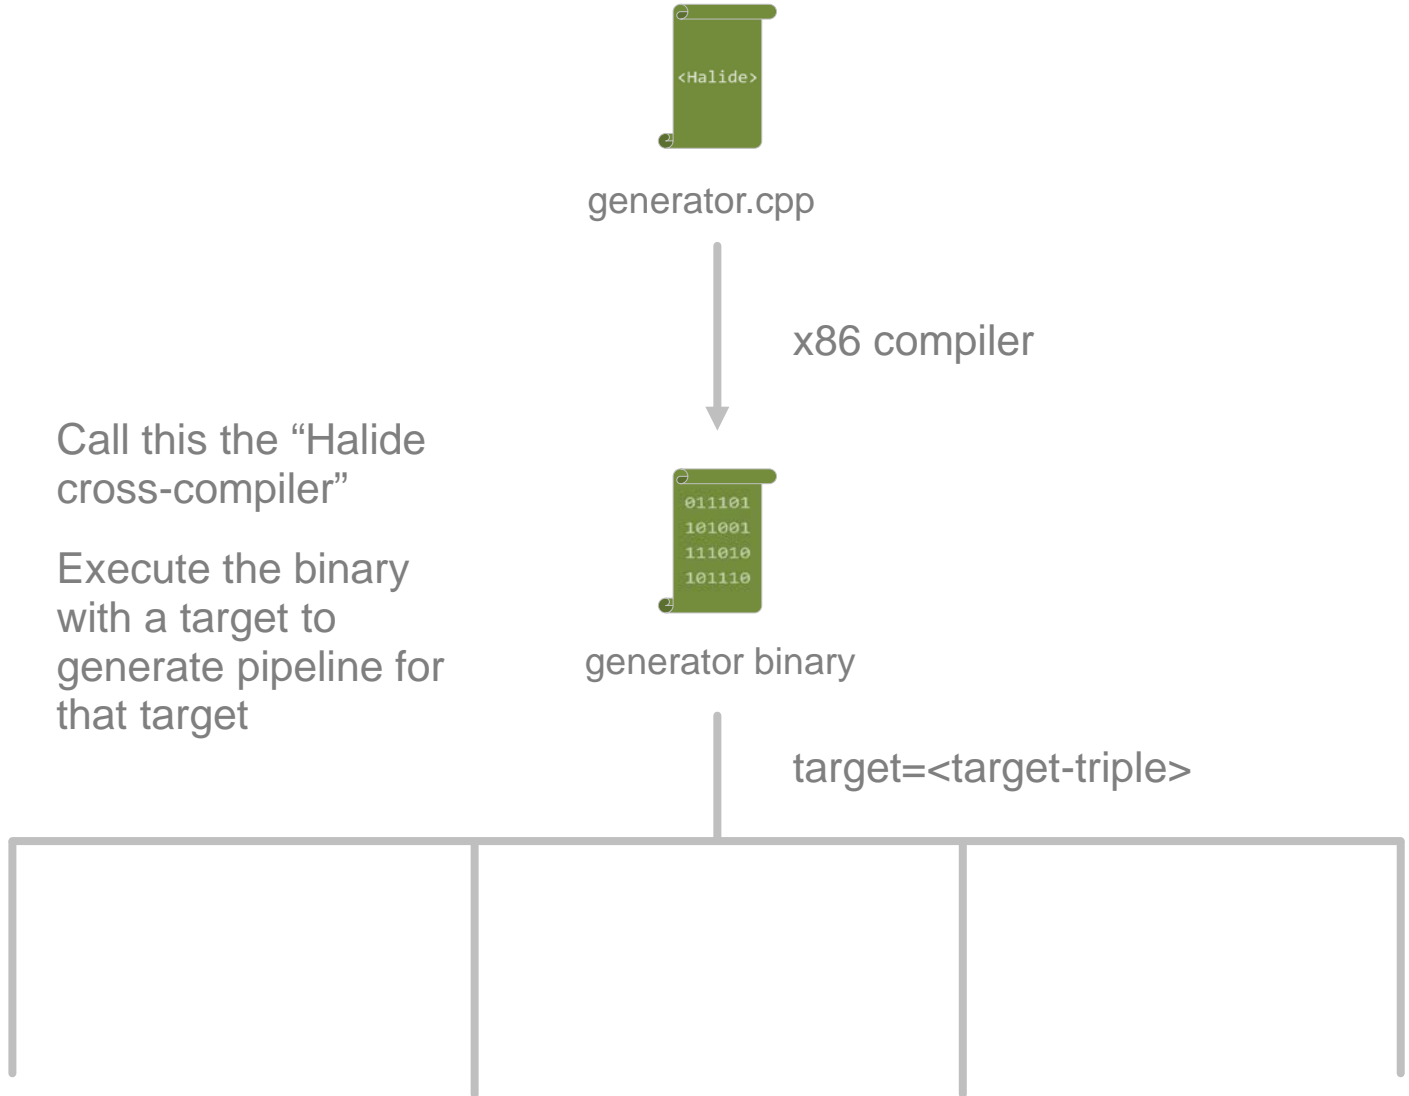 <Halide>
generator.cpp
x86 compiler
Call this the “Halide
cross-compiler”
011101
101001
111010
101110
Execute the binary
with a target to
generate pipeline for
that target
generator binary
target=<target-triple>